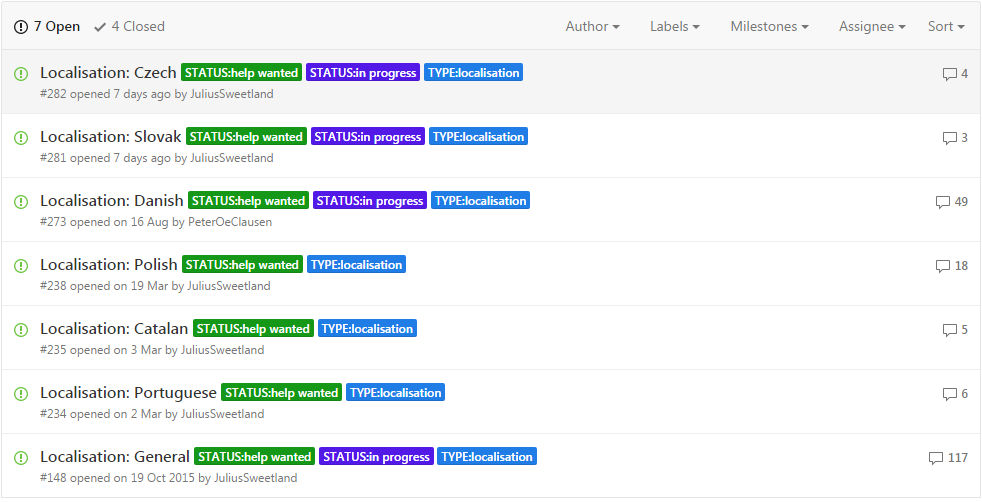 7 Open 4 Closed Author Labels Milestones Assignee Sort
Localisation: Czech STATUS:help wanted STATUS:in progress TYPE:localisation 4
#282 opened 7 days ago by JuliusSweetland
Localisation: Slovak STATUS:help wanted STATUS:in progress TYPE:localisation 3
#281 opened 7 days ago by JuliusSweetland
Localisation: Danish STATUS:help wanted STATUS:in progress TYPE:localisation 49
#273 opened on 16 Aug by PeterOeClausen
Localisation: Polish STATUS:help wanted TYPE:localisation 18
#238 opened on 19 Mar by JuliusSweetland
Localisation: Catalan STATUS:help wanted TYPE:localisation 5
#235 opened on 3 Mar by JuliusSweetland
Localisation: Portuguese STATUS:help wanted TYPE:localisation 6
#234 opened on 2 Mar by JuliusSweetland
Localisation: General STATUS:help wanted STATUS:in progress TYPE:localisation 117
#148 opened on 19 Oct 2015 by JuliusSweetland